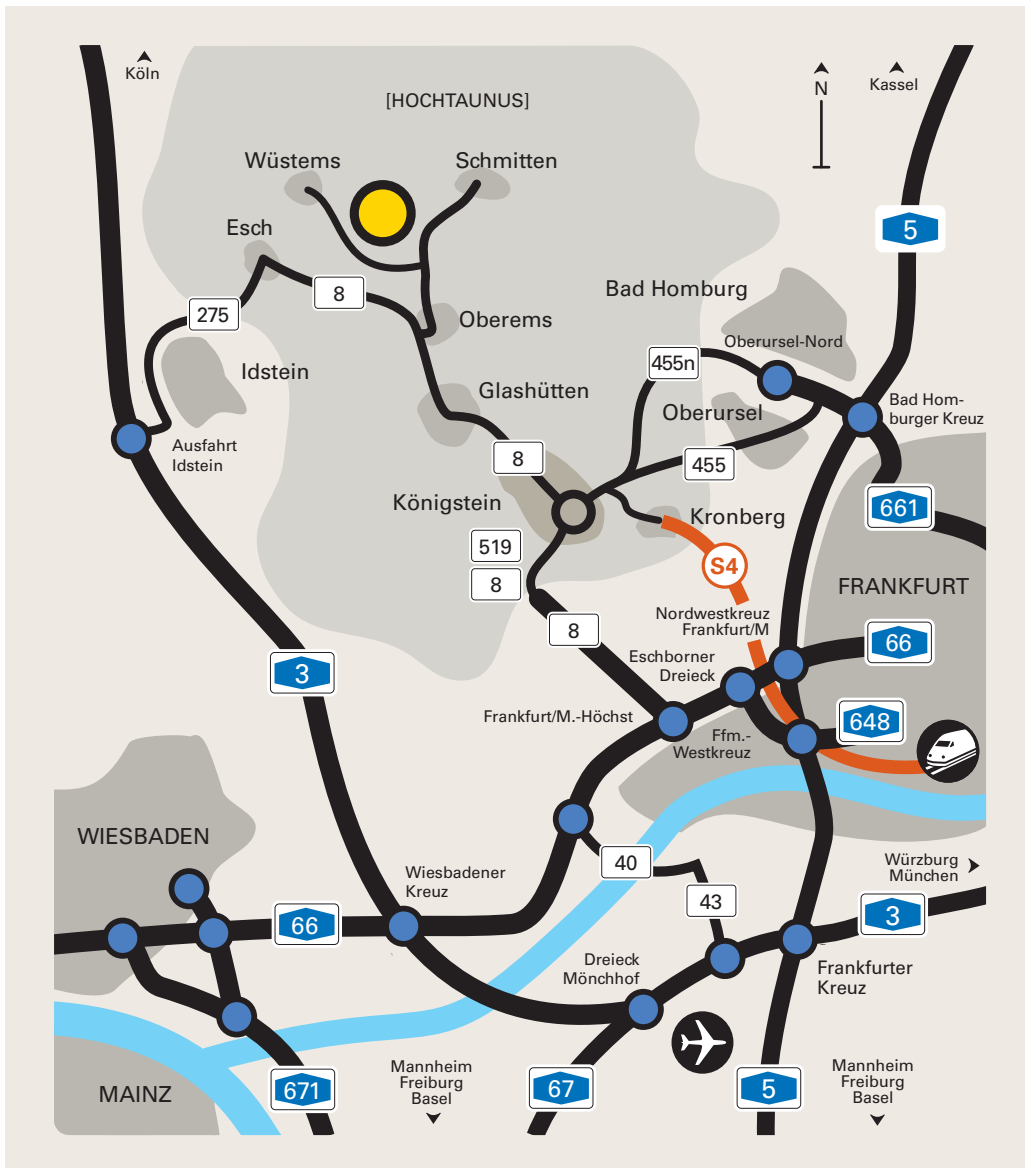 Köln
[HOCHTAUNUS]
N
Kassel
Wüstems
Schmitten
5
Esch
8
Bad Homburg
275
Oberems
Oberursel-Nord
455n
Idstein
Glashütten
Oberursel
Bad Hom-
burger Kreuz
Ausfahrt
Idstein
8
455
Königstein
661
Kronberg
519
S4
8
FRANKFURT
Nordwestkreuz
Frankfurt/M
8
66
Eschborner
Dreieck
3
Frankfurt/M.-Höchst
648
Ffm.-
Westkreuz
WIESBADEN
40
Würzburg
München
Wiesbadener
Kreuz
43
3
66
Dreieck
Mönchhof
Frankfurter
Kreuz
MAINZ
671
Mannheim
Freiburg
Basel
67
5
Mannheim
Freiburg
Basel